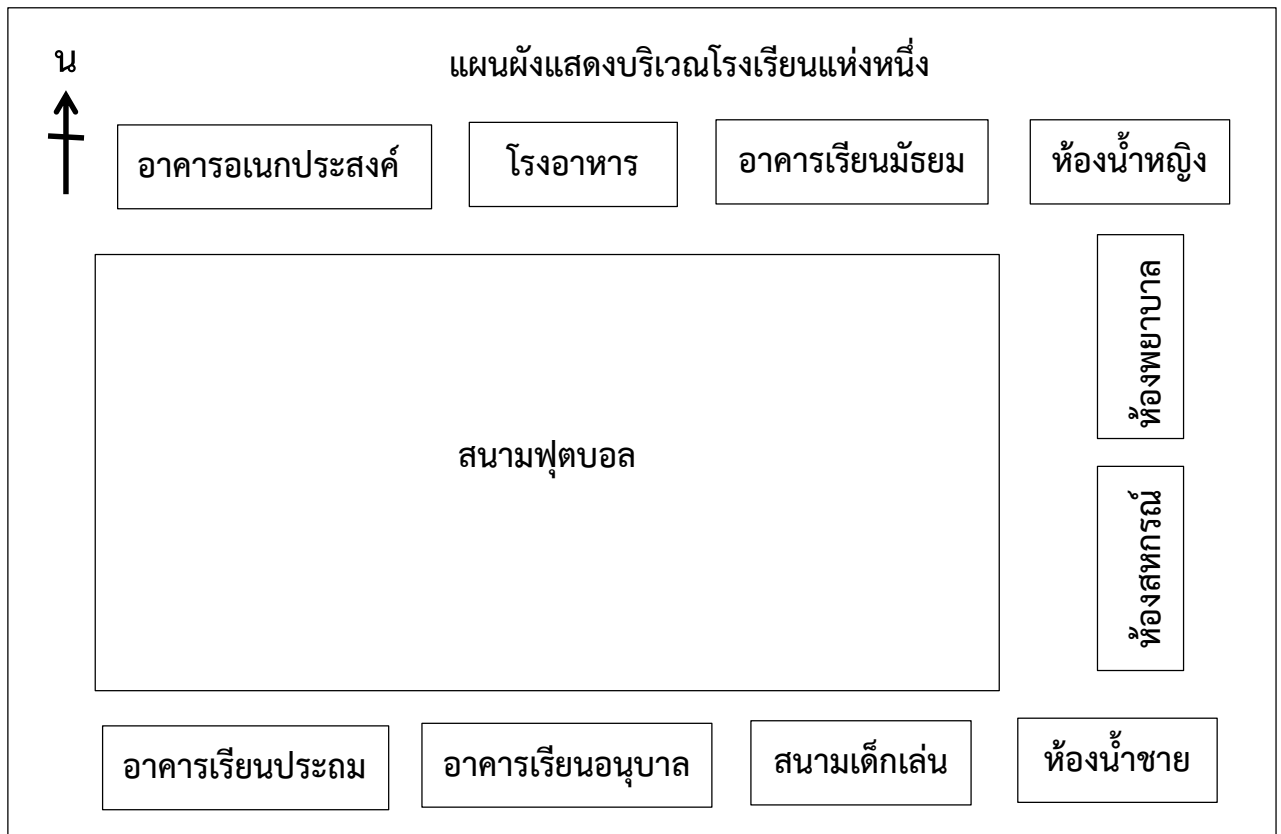 น
แผนผังแสดงบริเวณโรงเรียนแห่งหนึ่ง
อาคารอเนกประสงค์
โรงอาหาร
อาคารเรียนมัธยม
ห้องน้ำหญิง
ห้องพยาบาล
สนามฟุตบอล
ห้องสหกรณ์
อาคารเรียนประถม
อาคารเรียนอนุบาล
สนามเด็กเล่น
ห้องน้ำชาย